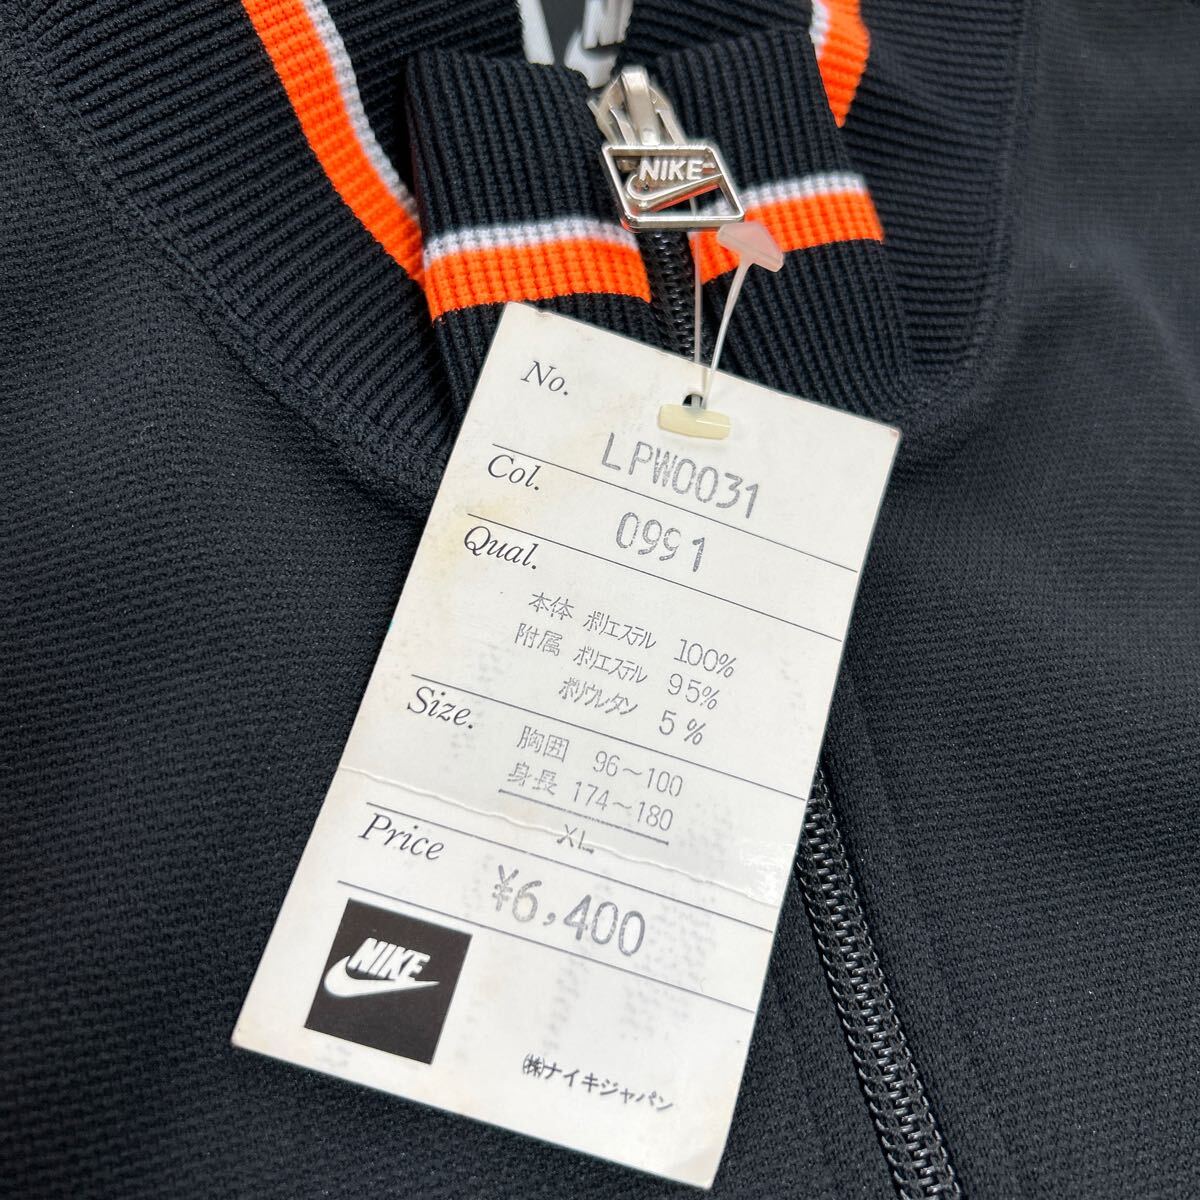 NIKE
No.
LPW0031
Col.
0991
Qual.
本体 ポリエステル 100%
附属 ポリエステル 95%
ポリウレタン 5%
Size.
胸囲 96~100
身長 174~180
XL
Price
¥6,400
NIKE
㈱ナイキジャパン